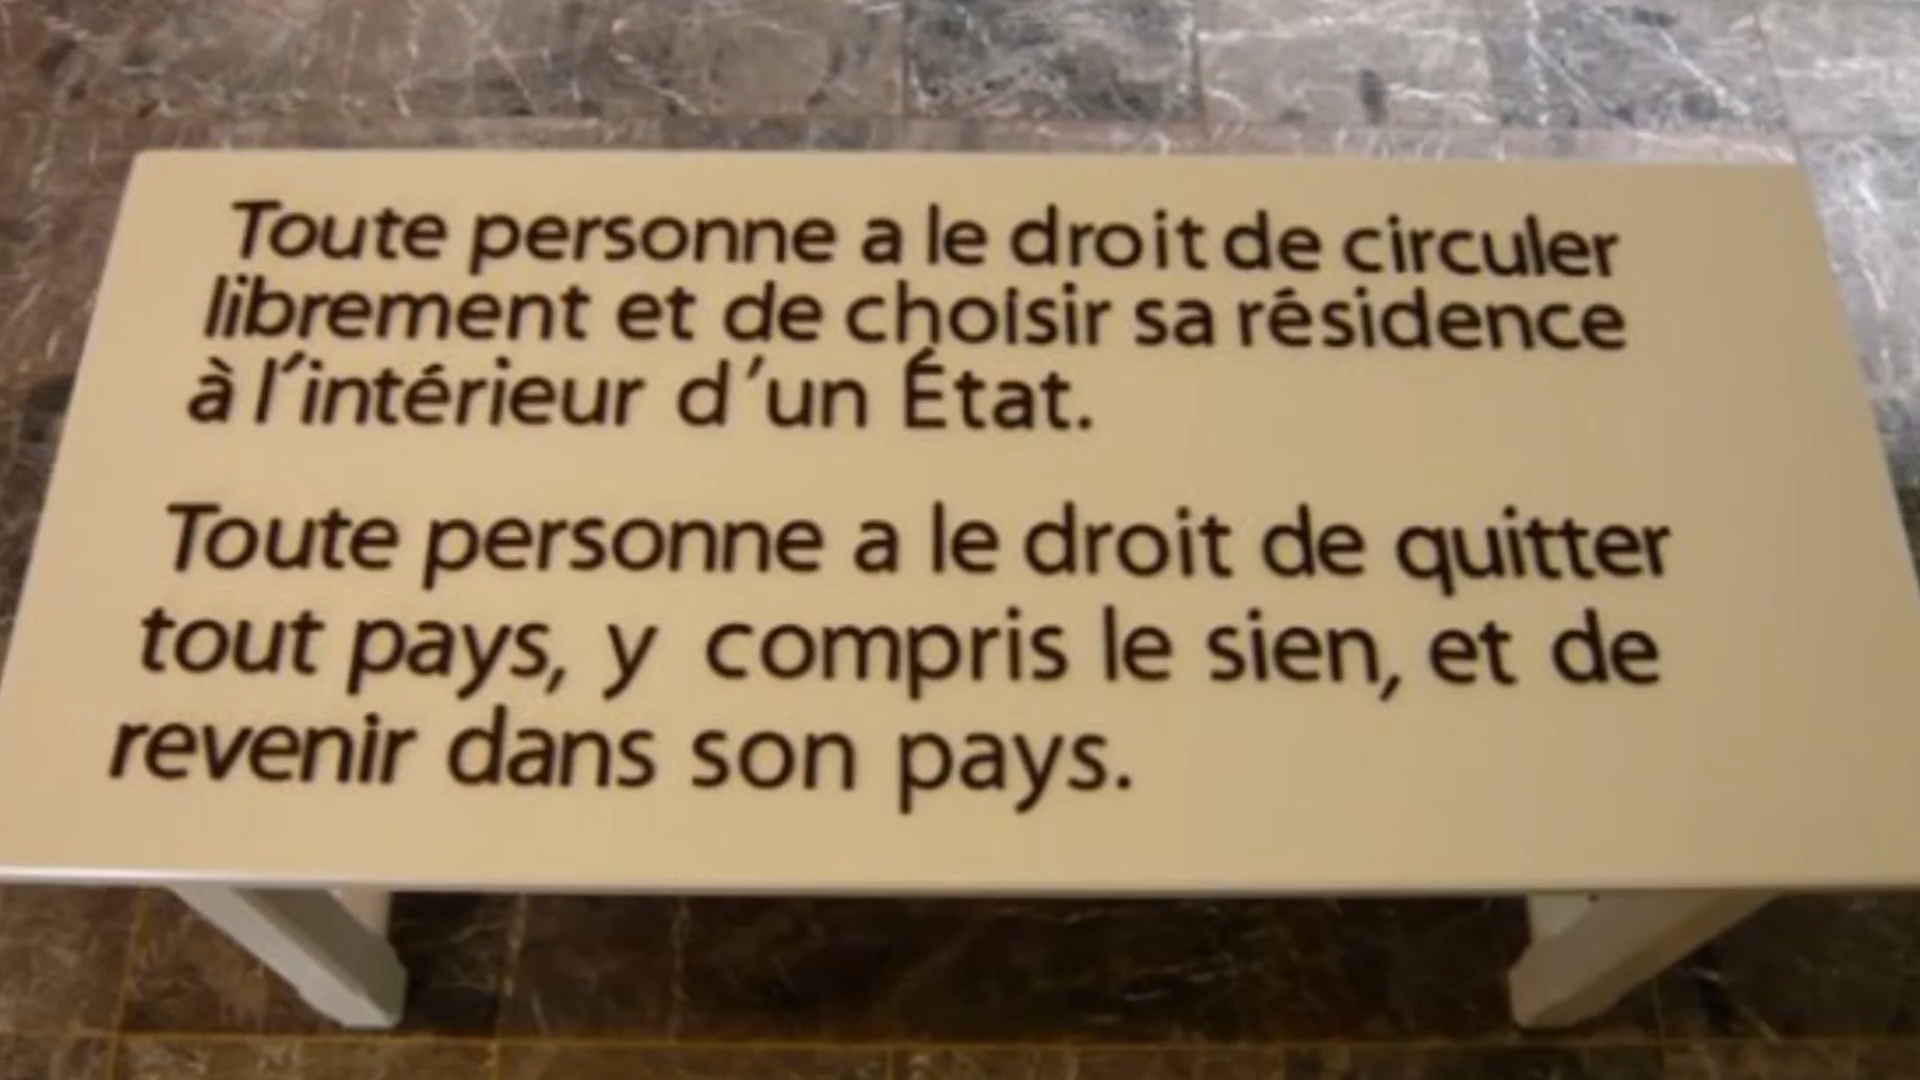 Toute personne a le droit de circuler
librement et de choisir sa résidence
à l'intérieur d'un État.
Toute personne a le droit de quitter
tout pays, y compris le sien, et de
revenir dans son pays.